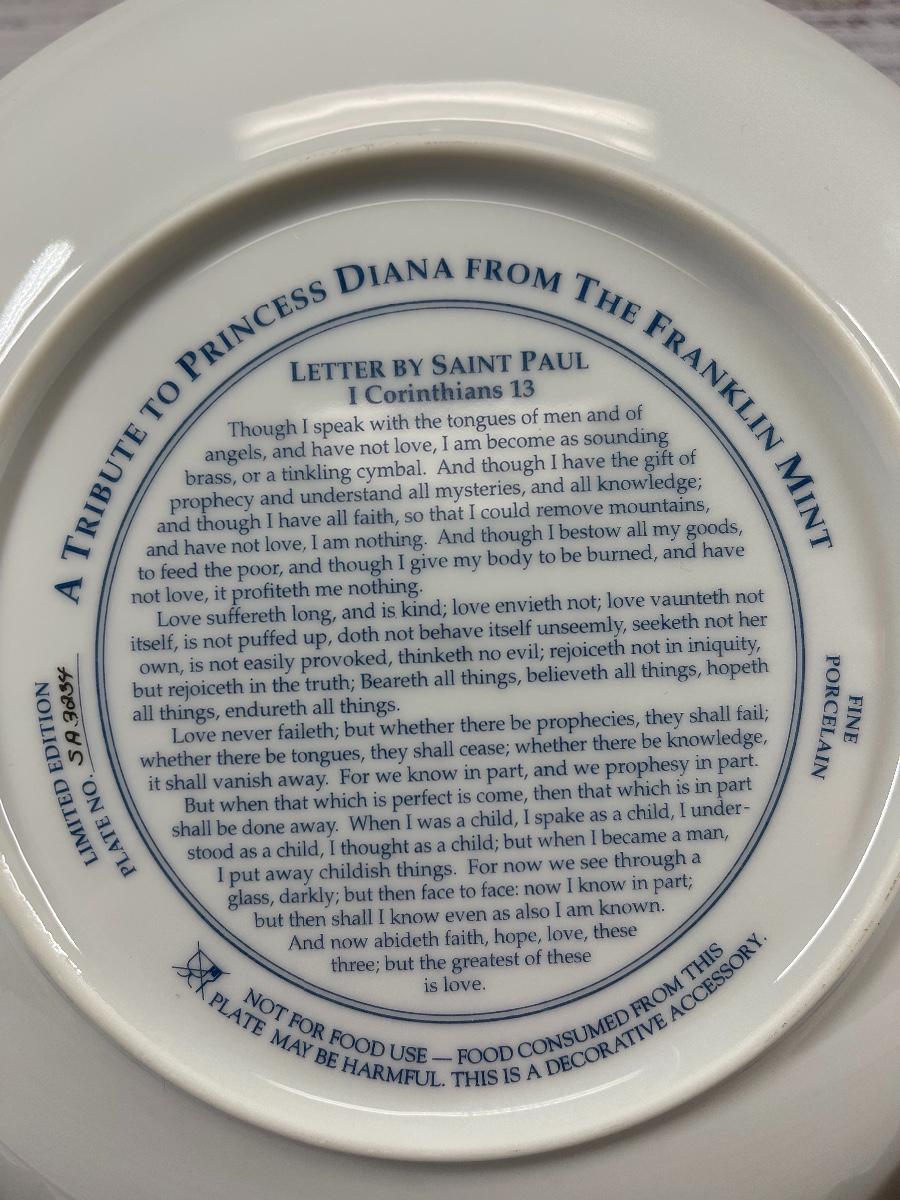 A TRIBUTE TO PRINCESS DIANA FROM THE FRANKLIN MINT
LETTER BY SAINT PAUL
I Corinthians 13
Though I speak with the tongues of men and of
angels, and have not love, I am become as sounding
brass, or a tinkling cymbal. And though I have the gift of
prophecy and understand all mysteries, and all knowledge;
and though I have all faith, so that I could remove mountains,
and have not love, I am nothing. And though I bestow all my goods,
to feed the poor, and though I give my body to be burned, and have
not love, it profiteth me nothing.
Love suffereth long, and is kind; love envieth not; love vaunteth not
itself, is not puffed up, doth not behave itself unseemly, seeketh not her
own, is not easily provoked, thinketh no evil; rejoiceth not in iniquity,
but rejoiceth in the truth; Beareth all things, believeth all things, hopeth
all things, endureth all things.
Love never faileth; but whether there be prophecies, they shall fail;
whether there be tongues, they shall cease; whether there be knowledge,
it shall vanish away. For we know in part, and we prophesy in part.
But when that which is perfect is come, then that which is in part
shall be done away. When I was a child, I spake as a child, I under-
stood as a child, I thought as a child; but when I became a man,
I put away childish things. For now we see through a
glass, darkly; but then face to face: now I know in part;
but then shall I know even as also I am known.
And now abideth faith, hope, love, these
three; but the greatest of these
is love.
LIMITED EDITION
PLATE NO. SA3234
FINE
PORCELAIN
NOT FOR FOOD USE — FOOD CONSUMED FROM THIS
PLATE MAY BE HARMFUL. THIS IS A DECORATIVE ACCESSORY.